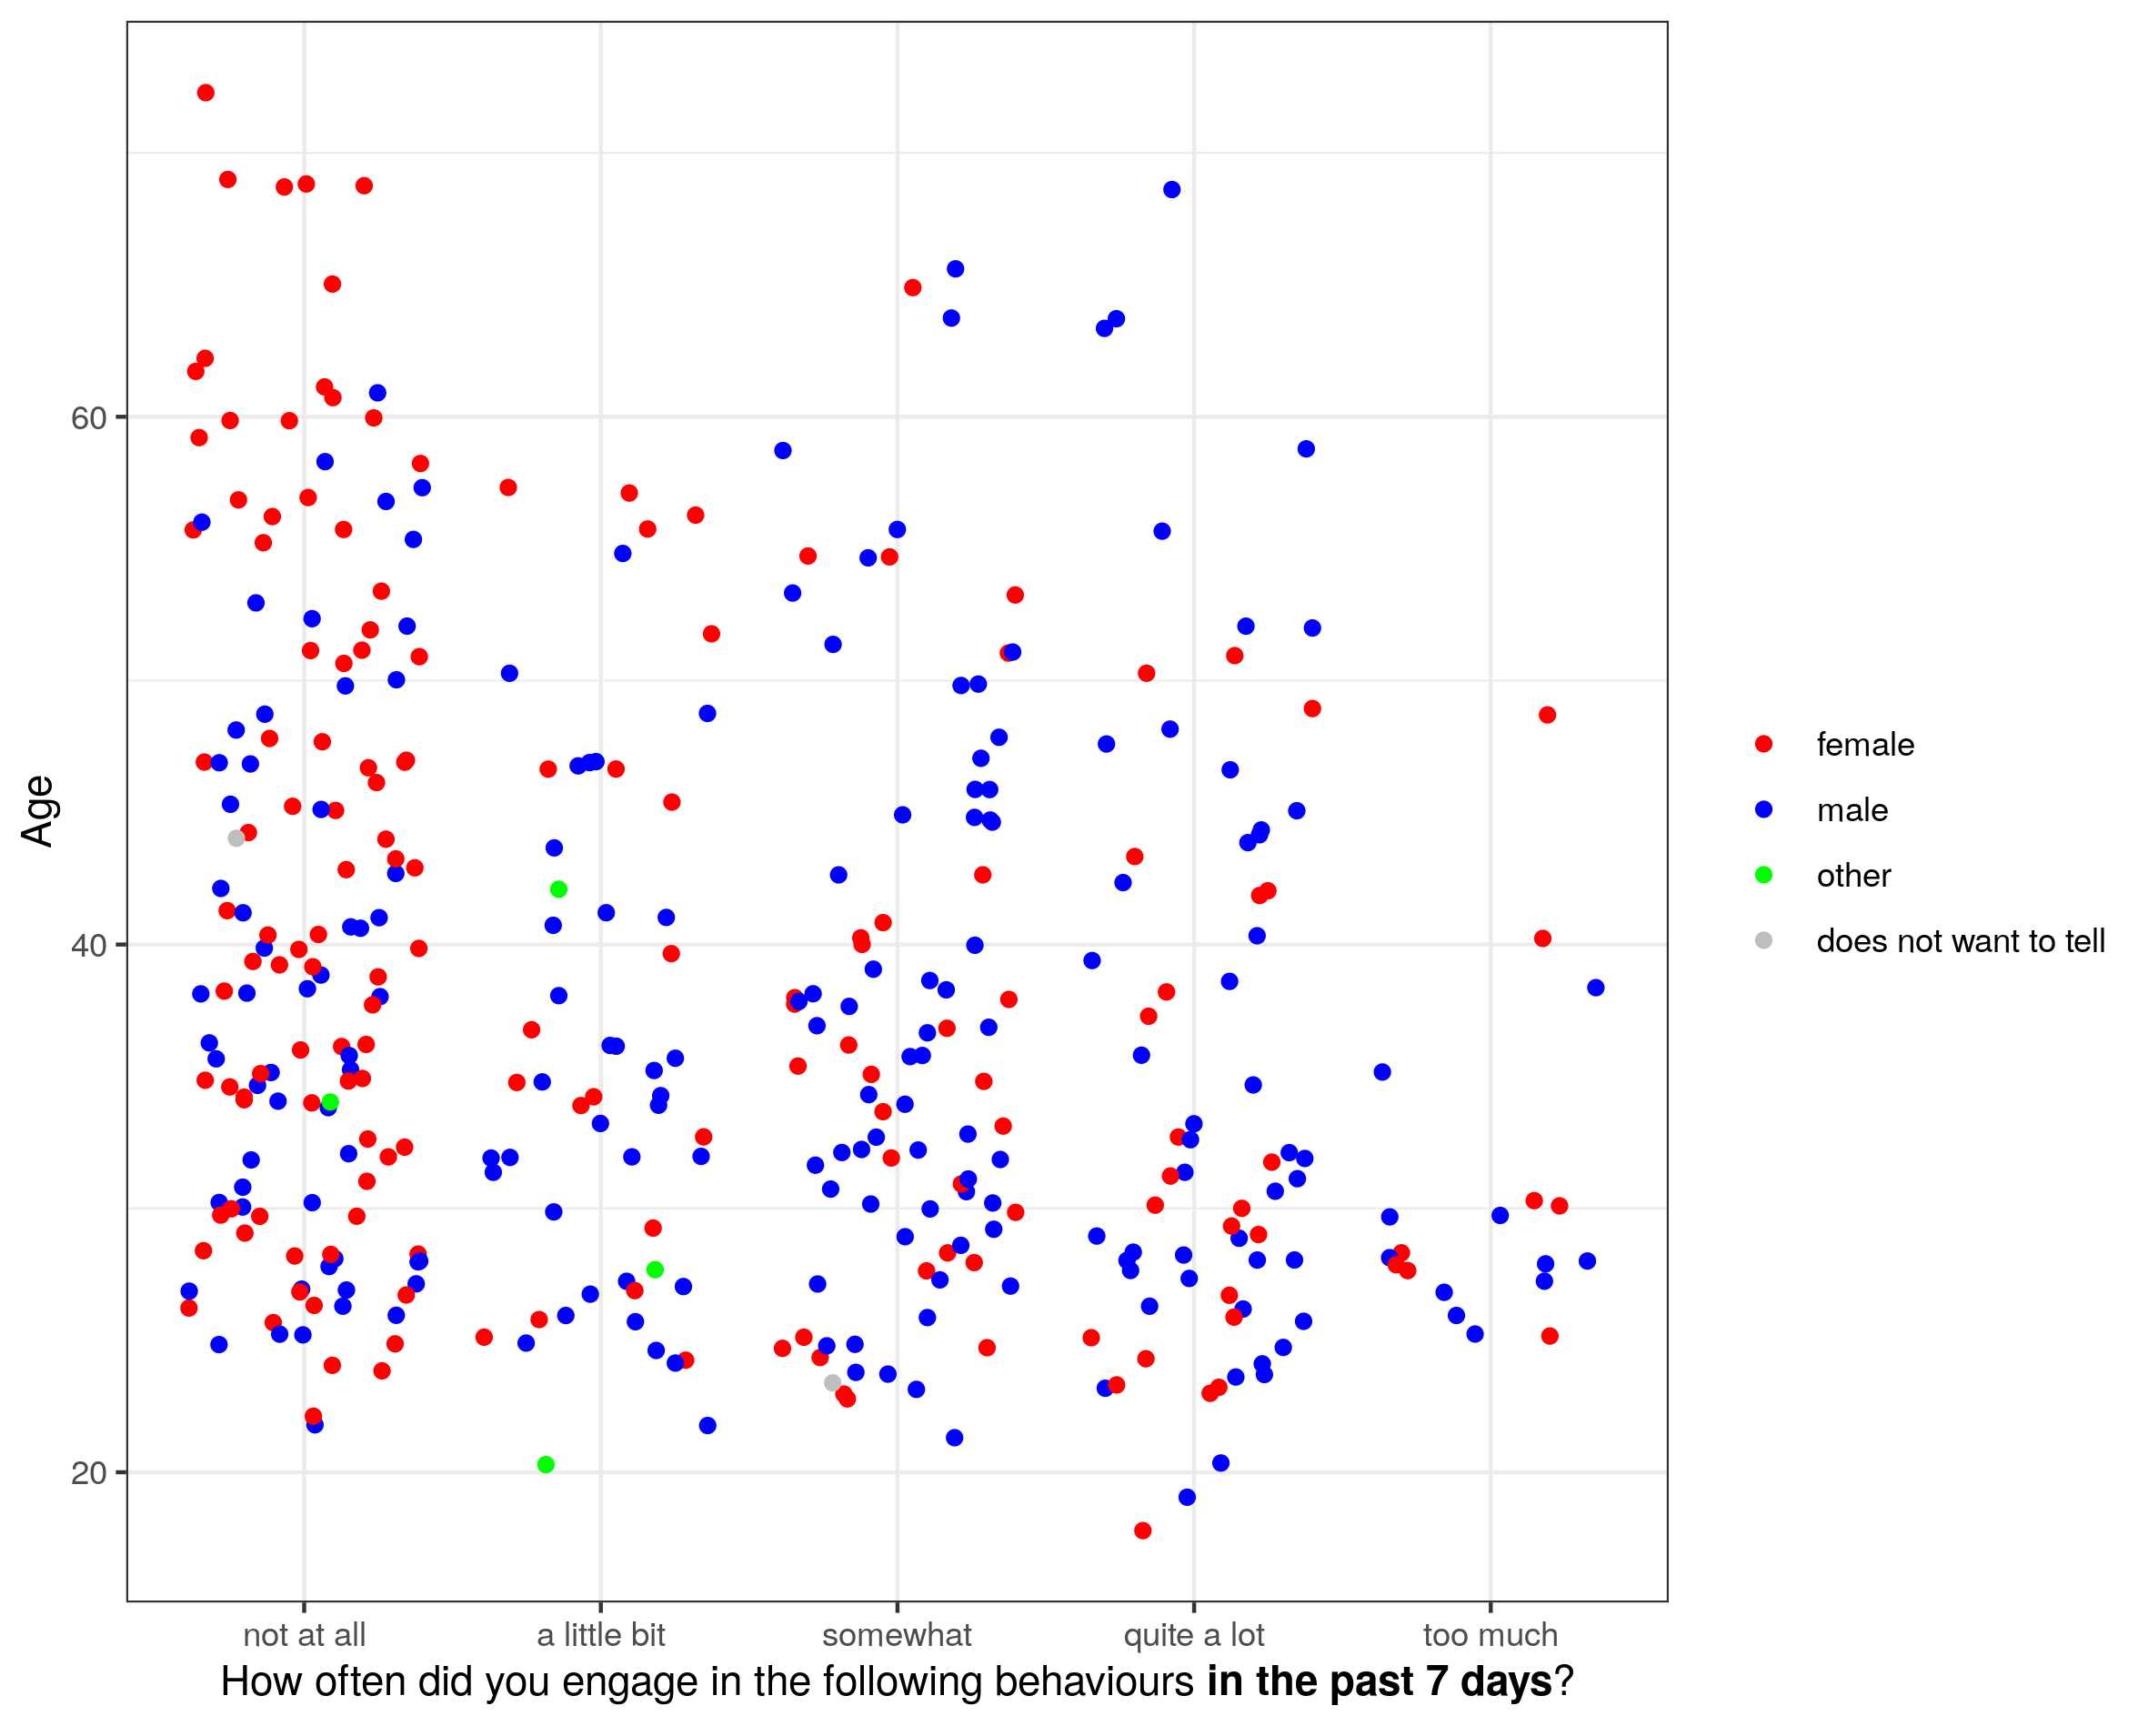 Age
60
40
20
not at all
a little bit
somewhat
quite a lot
too much
How often did you engage in the following behaviours in the past 7 days?
female
male
other
does not want to tell